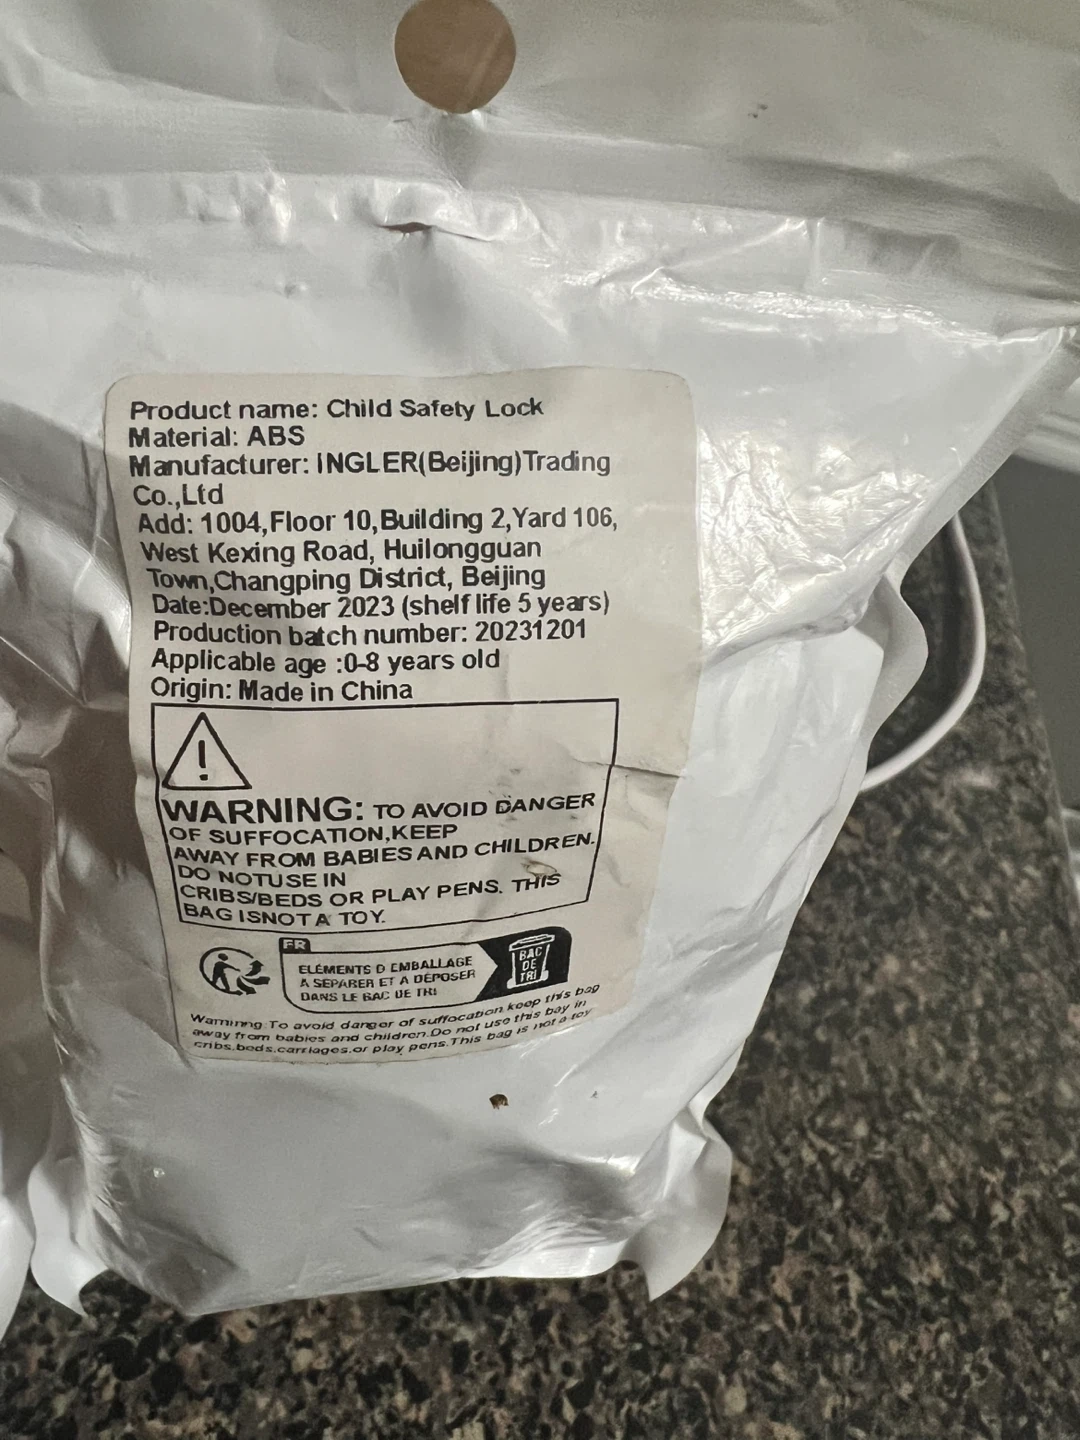 Product name: Child Safety Lock
Material: ABS
Manufacturer: INGLER(Beijing)Trading
Co.,Ltd
Add: 1004,Floor 10,Building 2,Yard 106,
West Kexing Road, Huilongguan
Town,Changping District, Beijing
Date:December 2023 (shelf life 5 years)
Production batch number: 20231201
Applicable age :0-8 years old
Origin: Made in China
WARNING: TO AVOID DANGER
OF SUFFOCATION,KEEP
AWAY FROM BABIES AND CHILDREN.
DO NOTUSE IN
CRIBS/BEDS OR PLAY PENS. THIS
BAG ISNOT A TOY.
FR
ELÉMENTS D EMBALLAGE
A SEPARER ET A DÉPOSER
DANS LE BAC DE TRI
BAC
DE
TRI
Warning.To avoid danger of suffocation.keep this bag
away from babies and children.Do not use this bay in
cribs.beds.carriages.or play pens.This bag is not a toy